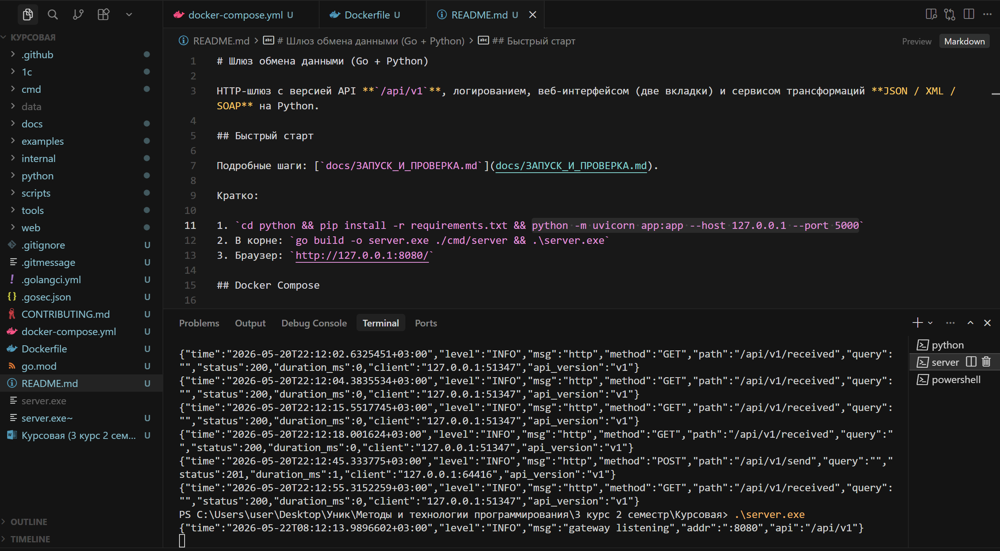 docker-compose.yml U
Dockerfile U
README.md U
КУРСОВАЯ
.github
1c
cmd
data
docs
examples
internal
python
scripts
tools
web
.gitignore U
.gitmessage U
.golangci.yml U
.gosec.json U
CONTRIBUTING.md U
docker-compose.yml U
Dockerfile U
go.mod U
README.md U
server.exe
server.exe~ U
Курсовая (3 курс 2 сем... U
OUTLINE
TIMELINE
README.md > # Шлюз обмена данными (Go + Python) > ## Быстрый старт
Preview Markdown
1 # Шлюз обмена данными (Go + Python)
2
3 HTTP-шлюз с версией API **`/api/v1`**, логированием, веб-интерфейсом (две вкладки) и сервисом трансформаций **JSON / XML /
SOAP** на Python.
4
5 ## Быстрый старт
6
7 Подробные шаги: [`docs/ЗАПУСК_И_ПРОВЕРКА.md`](docs/ЗАПУСК_И_ПРОВЕРКА.md).
8
9 Кратко:
10
11 1. `cd python && pip install -r requirements.txt && python -m uvicorn app:app --host 127.0.0.1 --port 5000`
12 2. В корне: `go build -o server.exe ./cmd/server && .\server.exe`
13 3. Браузер: `http://127.0.0.1:8080/`
14
15 ## Docker Compose
16
Problems Output Debug Console Terminal Ports
{"time":"2026-05-20T22:12:02.6325451+03:00","level":"INFO","msg":"http","method":"GET","path":"/api/v1/received","query":
"","status":200,"duration_ms":0,"client":"127.0.0.1:51347","api_version":"v1"}
{"time":"2026-05-20T22:12:04.3835534+03:00","level":"INFO","msg":"http","method":"GET","path":"/api/v1/received","query":
"","status":200,"duration_ms":0,"client":"127.0.0.1:51347","api_version":"v1"}
{"time":"2026-05-20T22:12:15.5517745+03:00","level":"INFO","msg":"http","method":"GET","path":"/api/v1/received","query":
"","status":200,"duration_ms":0,"client":"127.0.0.1:51347","api_version":"v1"}
{"time":"2026-05-20T22:12:18.001624+03:00","level":"INFO","msg":"http","method":"GET","path":"/api/v1/received","query":"
","status":200,"duration_ms":0,"client":"127.0.0.1:51347","api_version":"v1"}
{"time":"2026-05-20T22:12:45.333775+03:00","level":"INFO","msg":"http","method":"POST","path":"/api/v1/send","query":"","
status":201,"duration_ms":1,"client":"127.0.0.1:64416","api_version":"v1"}
{"time":"2026-05-20T22:12:55.3152259+03:00","level":"INFO","msg":"http","method":"GET","path":"/api/v1/received","query":
"","status":200,"duration_ms":0,"client":"127.0.0.1:51347","api_version":"v1"}
PS C:\Users\user\Desktop\Уник\Методы и технологии программирования\3 курс 2 семестр\Курсовая> .\server.exe
{"time":"2026-05-22T08:12:13.9896602+03:00","level":"INFO","msg":"gateway listening","addr":":8080","api":"/api/v1"}
python
server
powershell